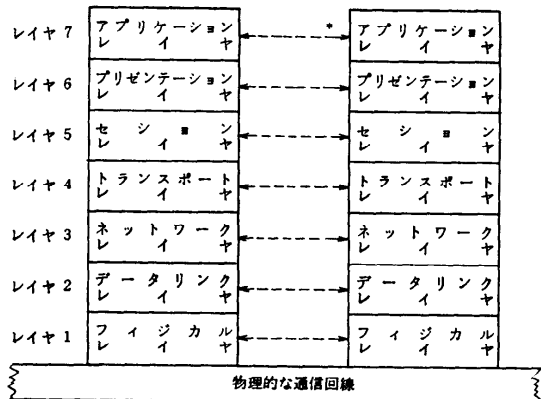 レイヤ7 アプリケーション * アプリケーション
レイヤ レイヤ
レイヤ6 プリゼンテーション プリゼンテーション
レイヤ レイヤ
レイヤ5 セション セション
レイヤ レイヤ
レイヤ4 トランスポート トランスポート
レイヤ レイヤ
レイヤ3 ネットワーク ネットワーク
レイヤ レイヤ
レイヤ2 データリンク データリンク
レイヤ レイヤ
レイヤ1 フィジカル フィジカル
レイヤ レイヤ
物理的な通信回線